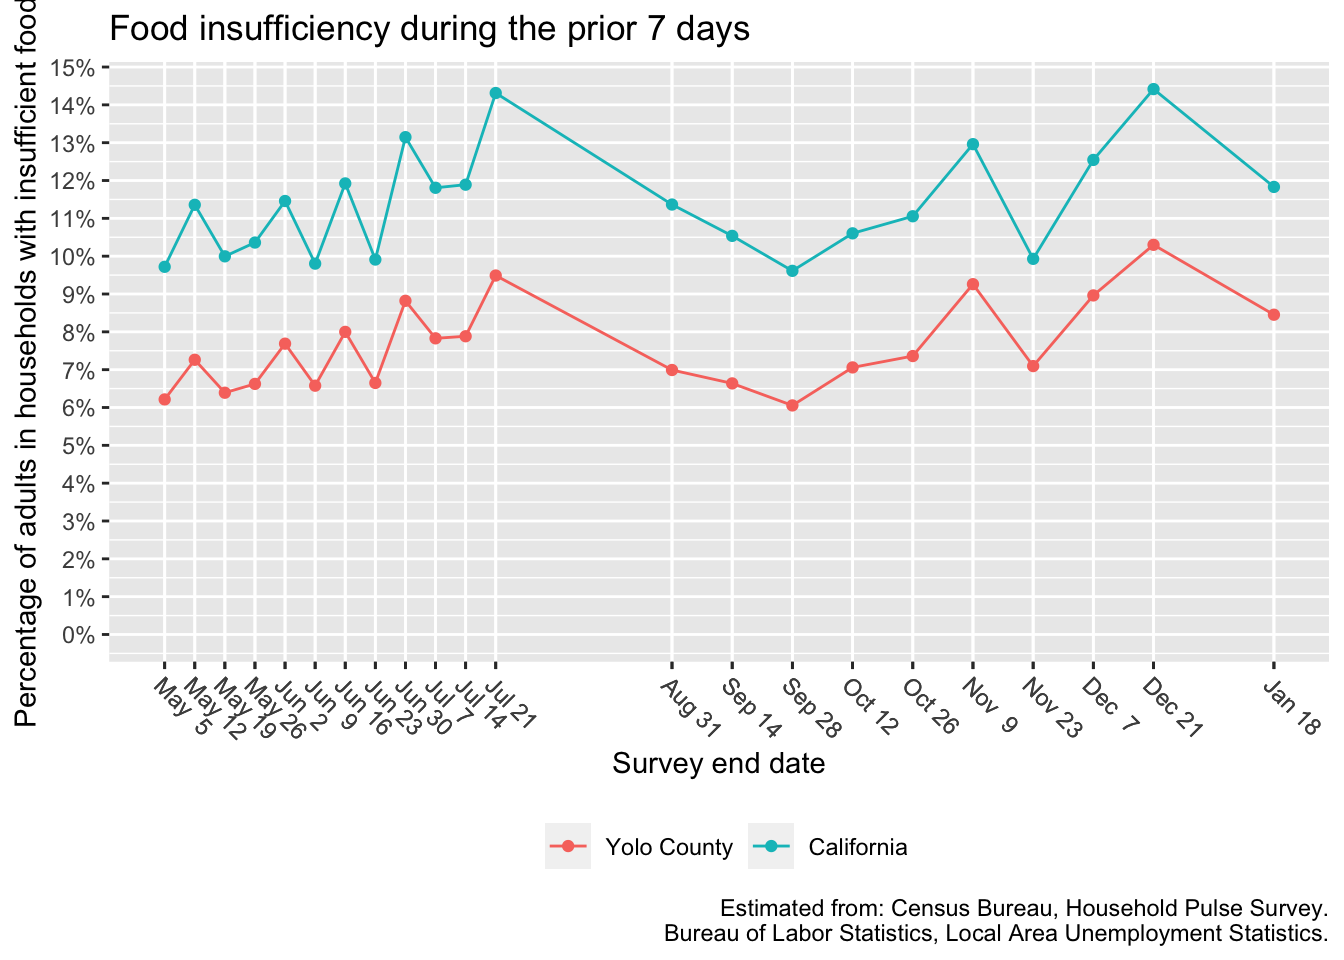 Food insufficiency during the prior 7 days
Percentage of adults in households with insufficient food
15%
14%
13%
12%
11%
10%
9%
8%
7%
6%
5%
4%
3%
2%
1%
0%
May 5
May 12
May 19
May 26
Jun 2
Jun 9
Jun 16
Jun 23
Jun 30
Jul 7
Jul 14
Jul 21
Aug 31
Sep 14
Sep 28
Oct 12
Oct 26
Nov 9
Nov 23
Dec 7
Dec 21
Jan 18
Survey end date
Yolo County
California
Estimated from: Census Bureau, Household Pulse Survey.
Bureau of Labor Statistics, Local Area Unemployment Statistics.